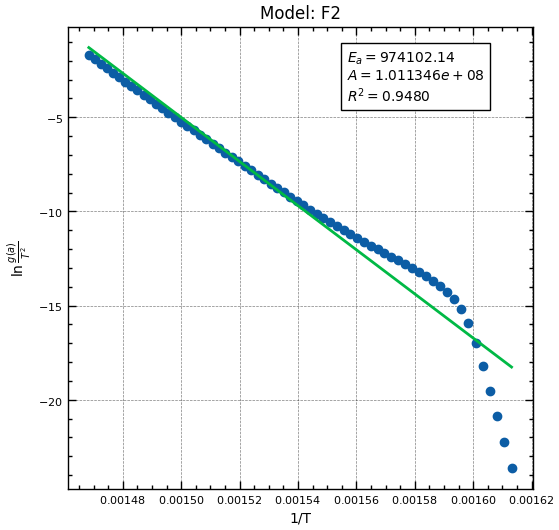 Model: F2
E_a = 974102.14
A = 1.011346e + 08
R^2 = 0.9480
−5
−10
−15
−20
ln g(a)/T^2
0.00148 0.00150 0.00152 0.00154 0.00156 0.00158 0.00160 0.00162
1/T